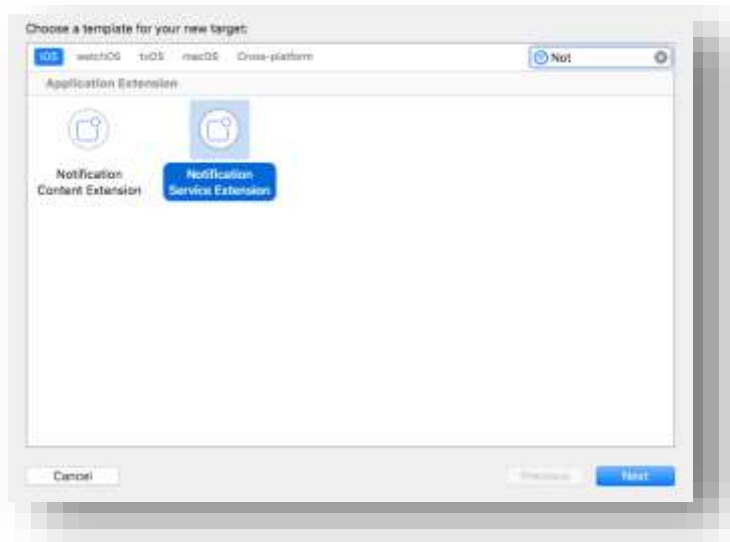 Choose a template for your new target:
iOS watchOS tvOS macOS Cross-platform Not
Application Extension
Notification Content Extension
Notification Service Extension
Cancel Previous Next